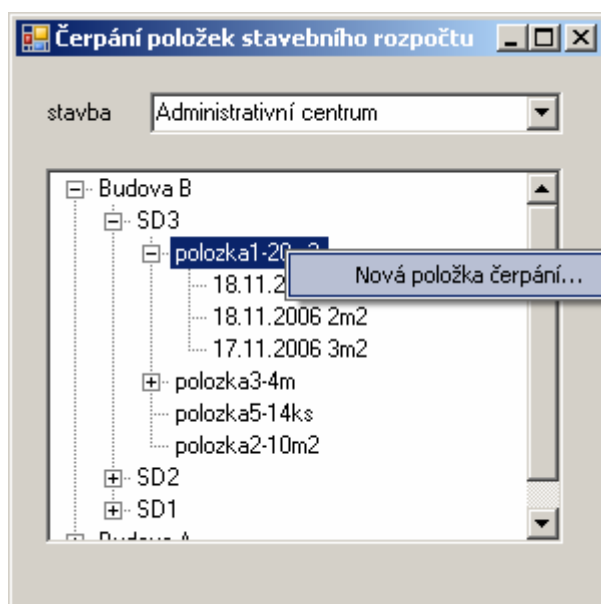 Čerpání položek stavebního rozpočtu
stavba Administrativní centrum
Budova B
SD3
Nová položka čerpání...
18.11.2006 2m2
17.11.2006 3m2
polozka3-4m
polozka5-14ks
polozka2-10m2
SD2
SD1